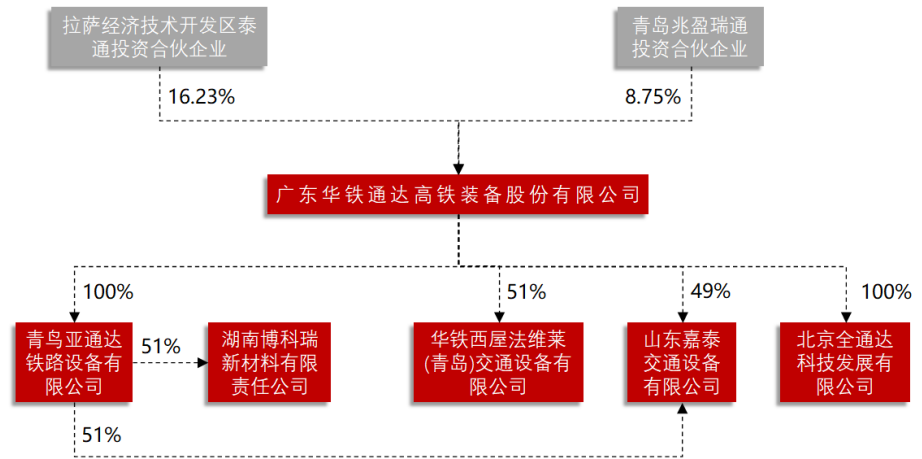 拉萨经济技术开发区泰
通投资合伙企业
青岛兆盈瑞通
投资合伙企业
16.23%
8.75%
广东华铁通达高铁装备股份有限公司
100%
51%
49%
100%
青鸟亚通达
铁路设备有
限公司
51%
湖南博科瑞
新材料有限
责任公司
华铁西屋法维莱
(青岛)交通设备有
限公司
山东嘉泰
交通设备
有限公司
北京全通达
科技发展有
限公司
51%